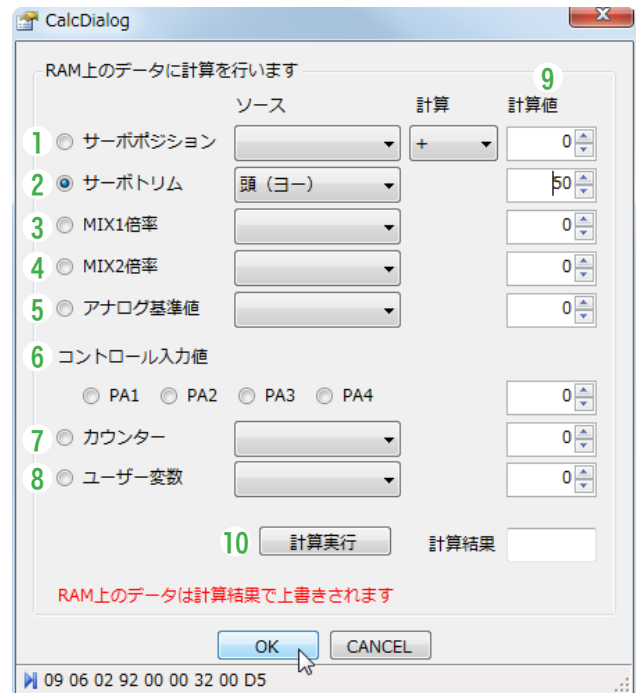 CalcDialog
RAM上のデータに計算を行います
9
ソース 計算 計算値
1 サーボポジション + 0
2 サーボトリム 頭（ヨー） 50
3 MIX1倍率 0
4 MIX2倍率 0
5 アナログ基準値 0
6 コントロール入力値
PA1 PA2 PA3 PA4 0
7 カウンター 0
8 ユーザー変数 0
10 計算実行 計算結果
RAM上のデータは計算結果で上書きされます
OK CANCEL
09 06 02 92 00 00 32 00 D5